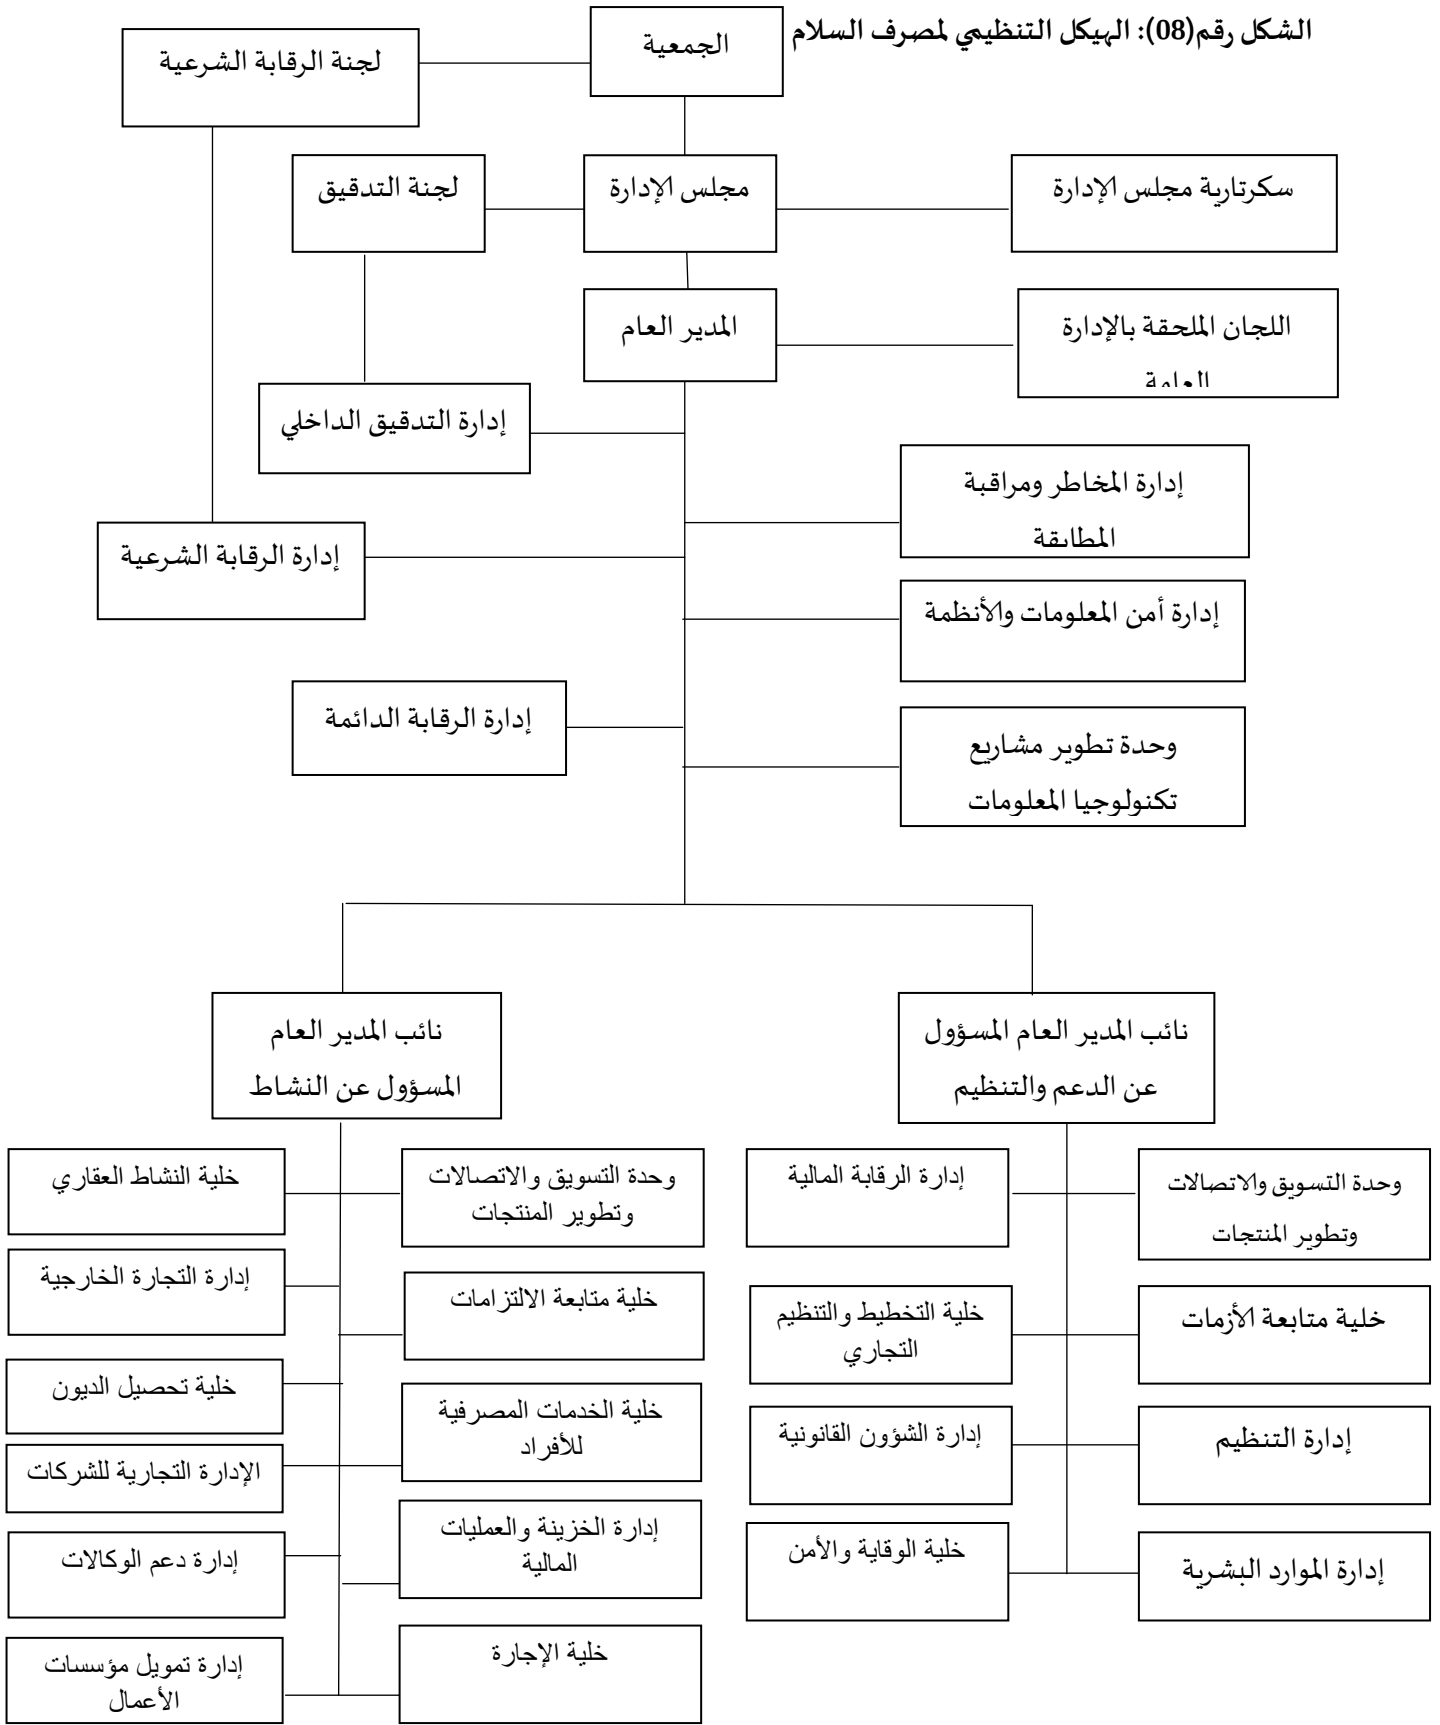 الشكل رقم(08): الهيكل التنظيمي لمصرف السلام
الجمعية
لجنة الرقابة الشرعية
سكرتارية مجلس الإدارة
مجلس الإدارة
لجنة التدقيق
اللجان الملحقة بالإدارة
العامة
المدير العام
إدارة التدقيق الداخلي
إدارة المخاطر ومراقبة
المطابقة
إدارة الرقابة الشرعية
إدارة أمن المعلومات والأنظمة
إدارة الرقابة الدائمة
وحدة تطوير مشاريع
تكنولوجيا المعلومات
نائب المدير العام المسؤول
عن الدعم والتنظيم
نائب المدير العام
المسؤول عن النشاط
وحدة التسويق والاتصالات
وتطوير المنتجات
إدارة الرقابة المالية
وحدة التسويق والاتصالات
وتطوير المنتجات
خلية النشاط العقاري
خلية متابعة الأزمات
خلية التخطيط والتنظيم
التجاري
خلية متابعة الالتزامات
إدارة التجارة الخارجية
إدارة التنظيم
إدارة الشؤون القانونية
خلية الخدمات المصرفية
للأفراد
خلية تحصيل الديون
الإدارة التجارية للشركات
إدارة الموارد البشرية
خلية الوقاية والأمن
إدارة الخزينة والعمليات
المالية
إدارة دعم الوكالات
خلية الإجارة
إدارة تمويل مؤسسات
الأعمال